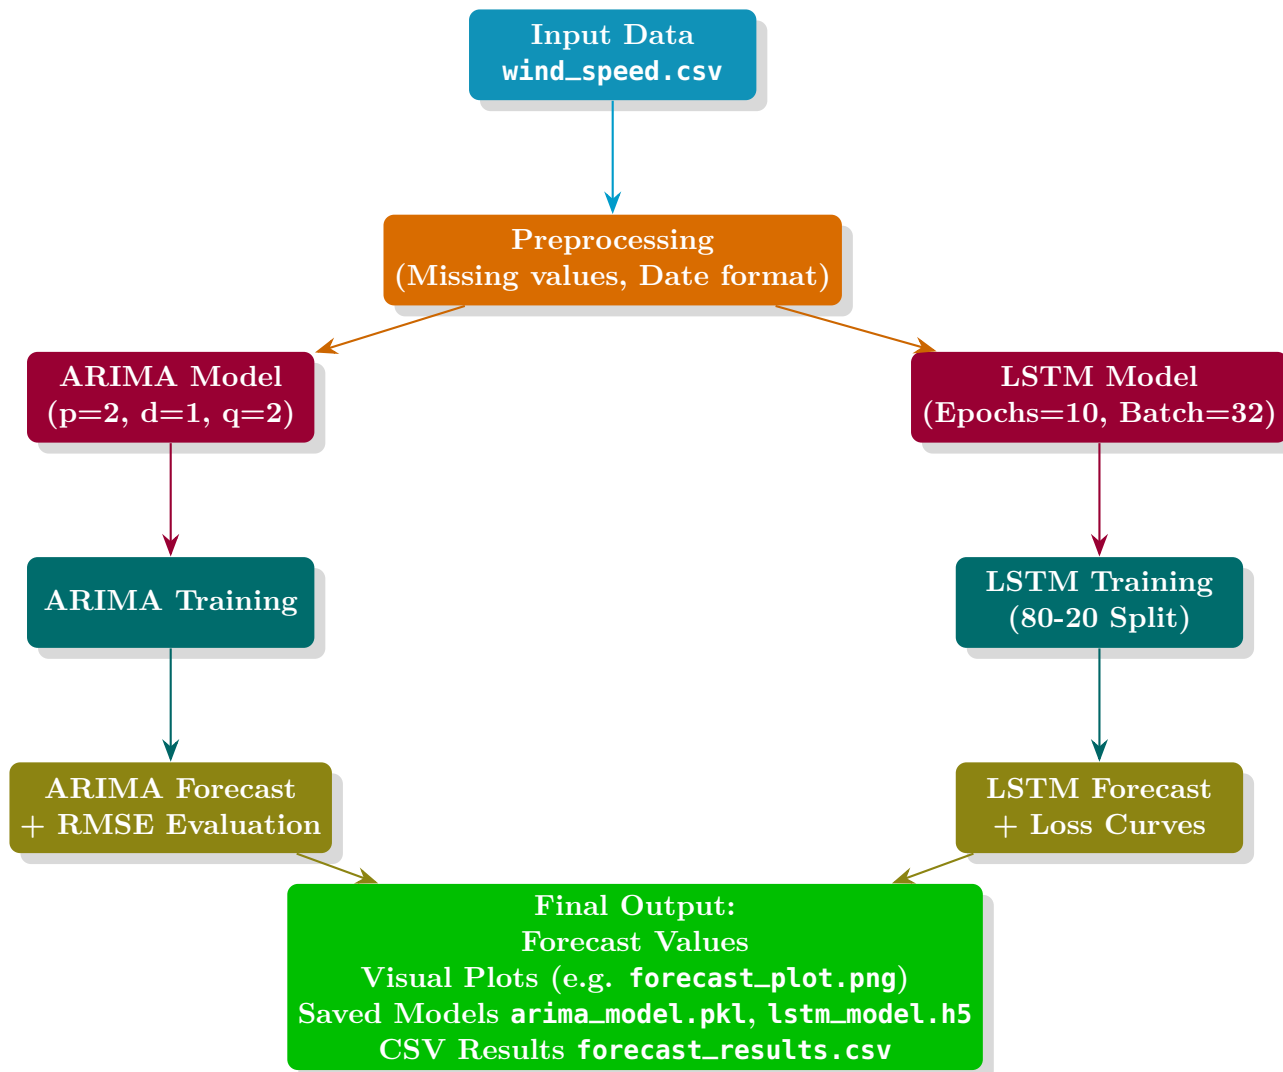 Input Data
wind_speed.csv
Preprocessing
(Missing values, Date format)
ARIMA Model
(p=2, d=1, q=2)
LSTM Model
(Epochs=10, Batch=32)
ARIMA Training
LSTM Training
(80-20 Split)
ARIMA Forecast
+ RMSE Evaluation
LSTM Forecast
+ Loss Curves
Final Output:
Forecast Values
Visual Plots (e.g. forecast_plot.png)
Saved Models arima_model.pkl, lstm_model.h5
CSV Results forecast_results.csv